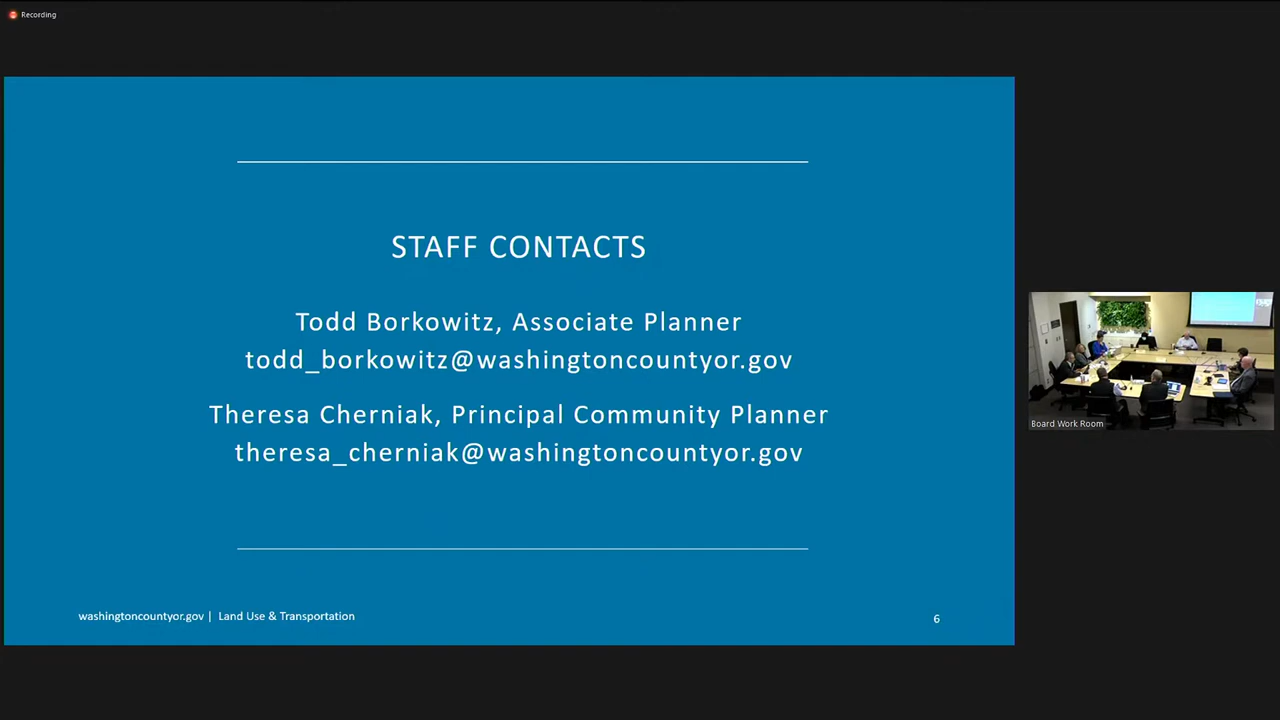 Recording
STAFF CONTACTS
Todd Borkowitz, Associate Planner
todd_borkowitz@washingtoncountyor.gov
Theresa Cherniak, Principal Community Planner
theresa_cherniak@washingtoncountyor.gov
washingtoncountyor.gov | Land Use & Transportation
6
Board Work Room